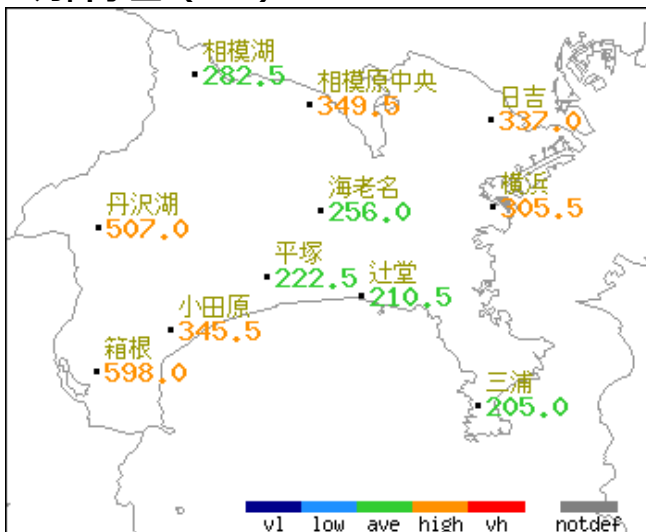 相模湖
282.5
相模原中央
349.5
日吉
337.0
丹沢湖
507.0
海老名
256.0
横浜
305.5
平塚
222.5
辻堂
210.5
小田原
345.5
箱根
598.0
三浦
205.0
vl low ave high vh notdef